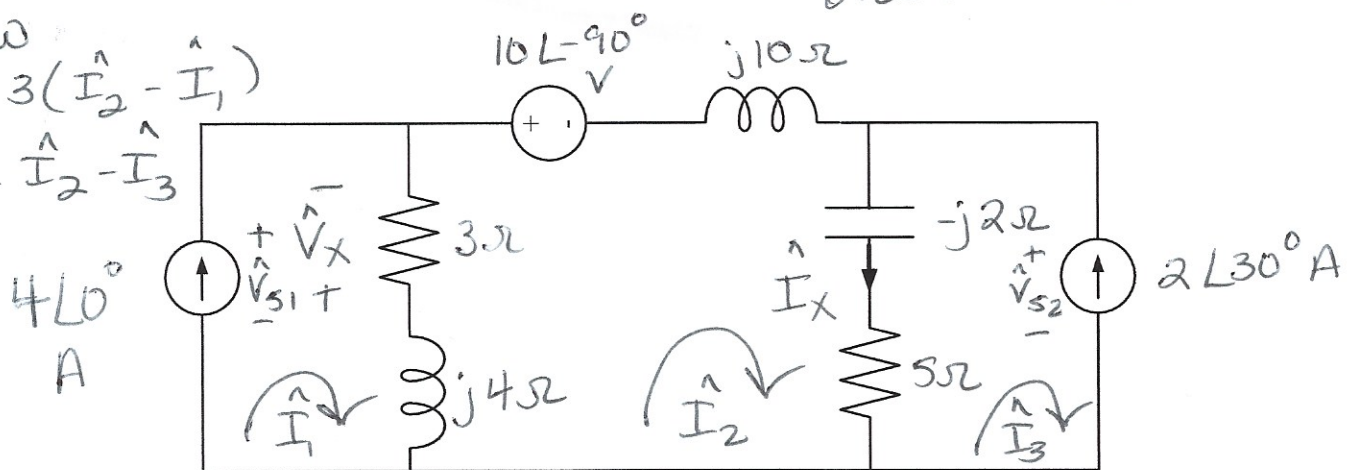 10∠-90° V
j10Ω
3(Î₂ - Î₁)
Î₂ - Î₃
+ -
4∠0° A
+ V̂s1 -
- V̂x +
3Ω
j4Ω
Î₁
Î₂
Îx
-j2Ω
5Ω
+ V̂s2 -
2∠30° A
Î₃